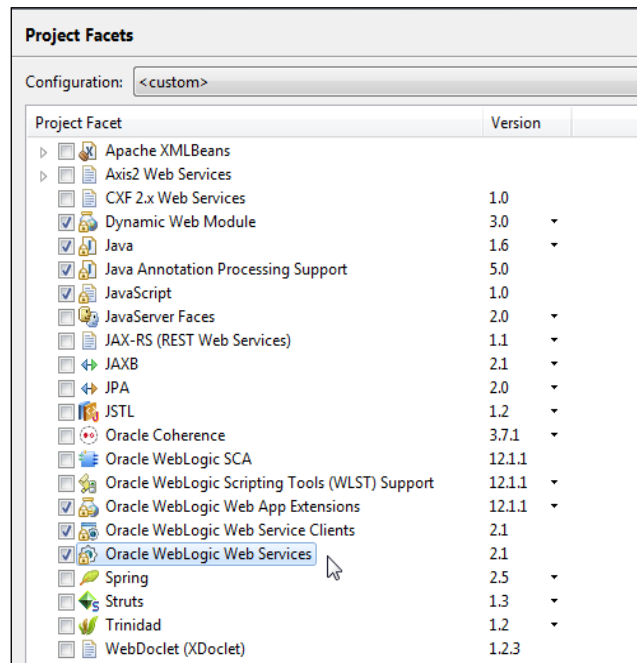 Project Facets
Configuration: <custom>
Project Facet Version
Apache XMLBeans
Axis2 Web Services
CXF 2.x Web Services 1.0
Dynamic Web Module 3.0
Java 1.6
Java Annotation Processing Support 5.0
JavaScript 1.0
JavaServer Faces 2.0
JAX-RS (REST Web Services) 1.1
JAXB 2.1
JPA 2.0
JSTL 1.2
Oracle Coherence 3.7.1
Oracle WebLogic SCA 12.1.1
Oracle WebLogic Scripting Tools (WLST) Support 12.1.1
Oracle WebLogic Web App Extensions 12.1.1
Oracle WebLogic Web Service Clients 2.1
Oracle WebLogic Web Services 2.1
Spring 2.5
Struts 1.3
Trinidad 1.2
WebDoclet (XDoclet) 1.2.3